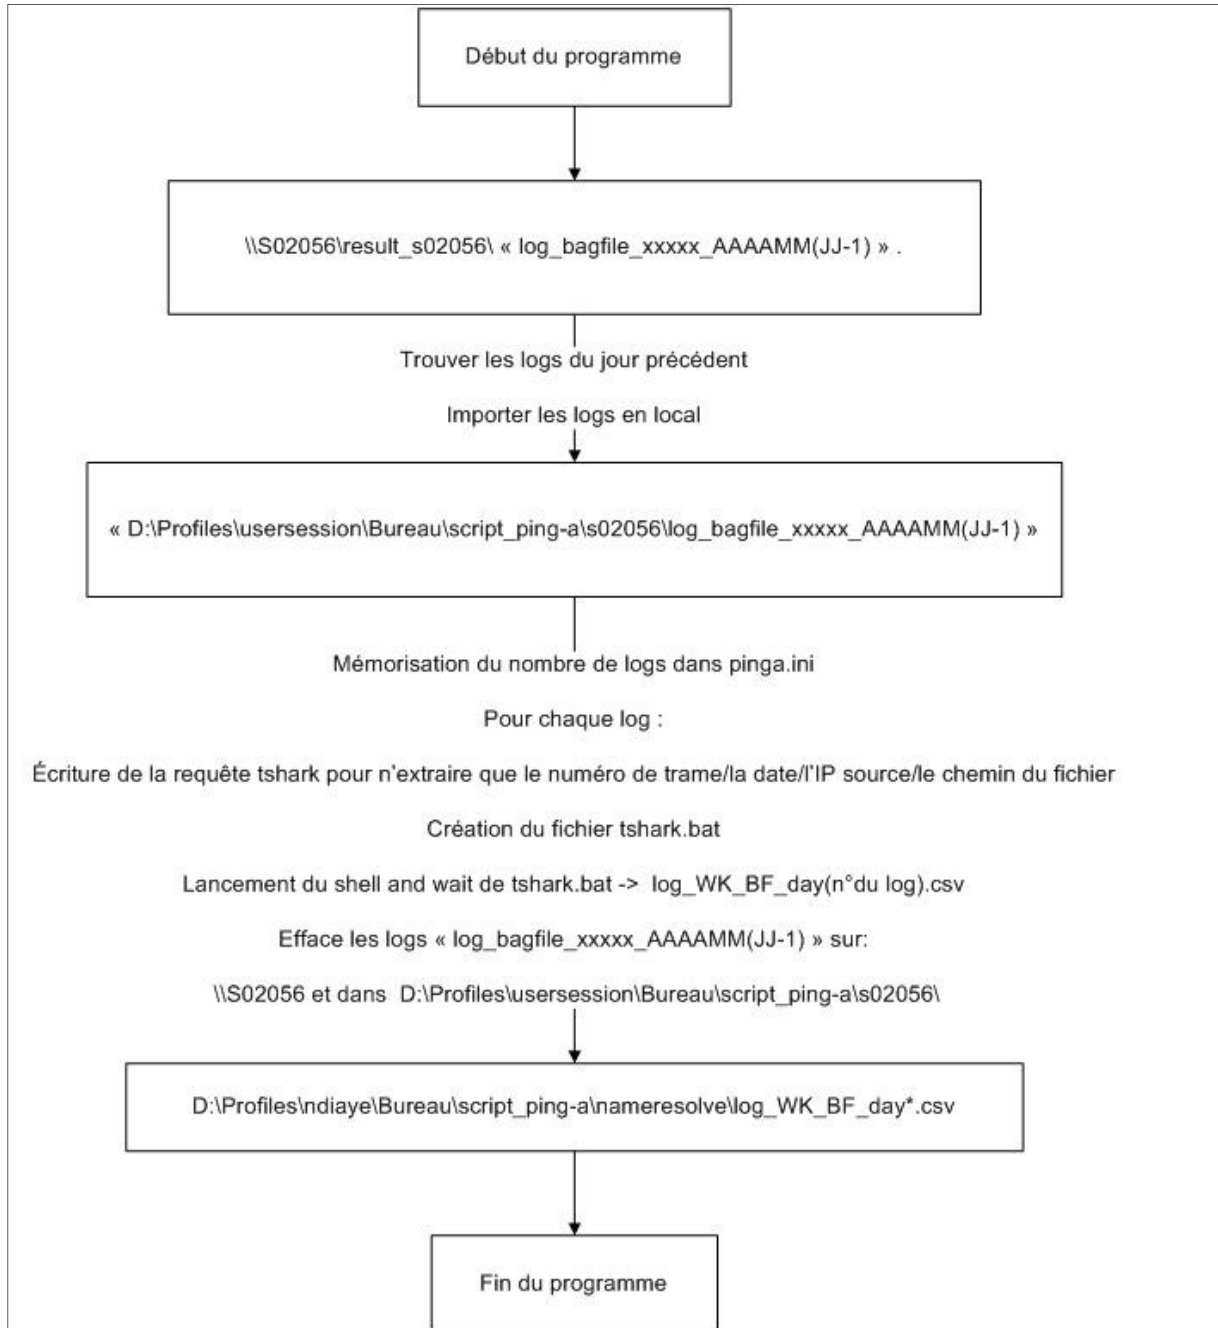 Début du programme
\\S02056\result_s02056\ « log_bagfile_xxxxx_AAAAMM(JJ-1) » .
Trouver les logs du jour précédent
Importer les logs en local
« D:\Profiles\usersession\Bureau\script_ping-a\s02056\log_bagfile_xxxxx_AAAAMM(JJ-1) »
Mémorisation du nombre de logs dans pinga.ini
Pour chaque log :
Écriture de la requête tshark pour n'extraire que le numéro de trame/la date/l'IP source/le chemin du fichier
Création du fichier tshark.bat
Lancement du shell and wait de tshark.bat -> log_WK_BF_day(n°du log).csv
Efface les logs « log_bagfile_xxxxx_AAAAMM(JJ-1) » sur:
\\S02056 et dans D:\Profiles\usersession\Bureau\script_ping-a\s02056\
D:\Profiles\ndiaye\Bureau\script_ping-a\nameresolve\log_WK_BF_day*.csv
Fin du programme